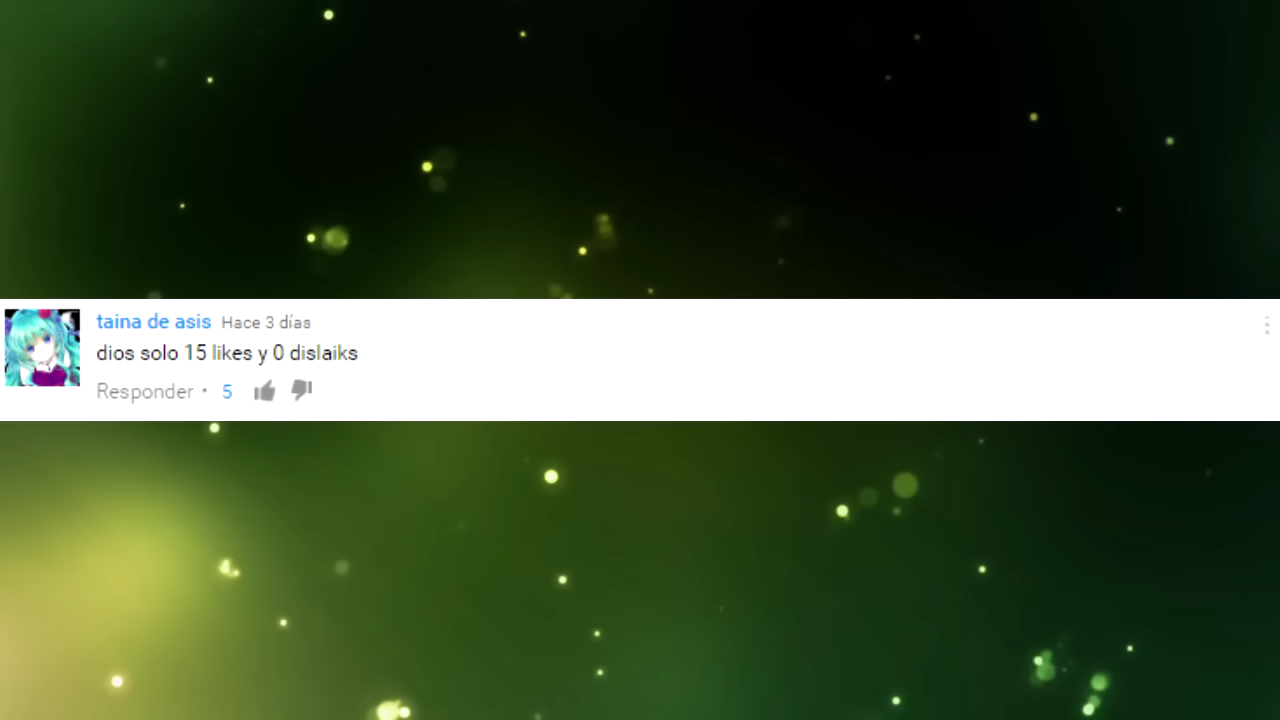 taina de asis Hace 3 días
dios solo 15 likes y 0 dislaiks
Responder • 5